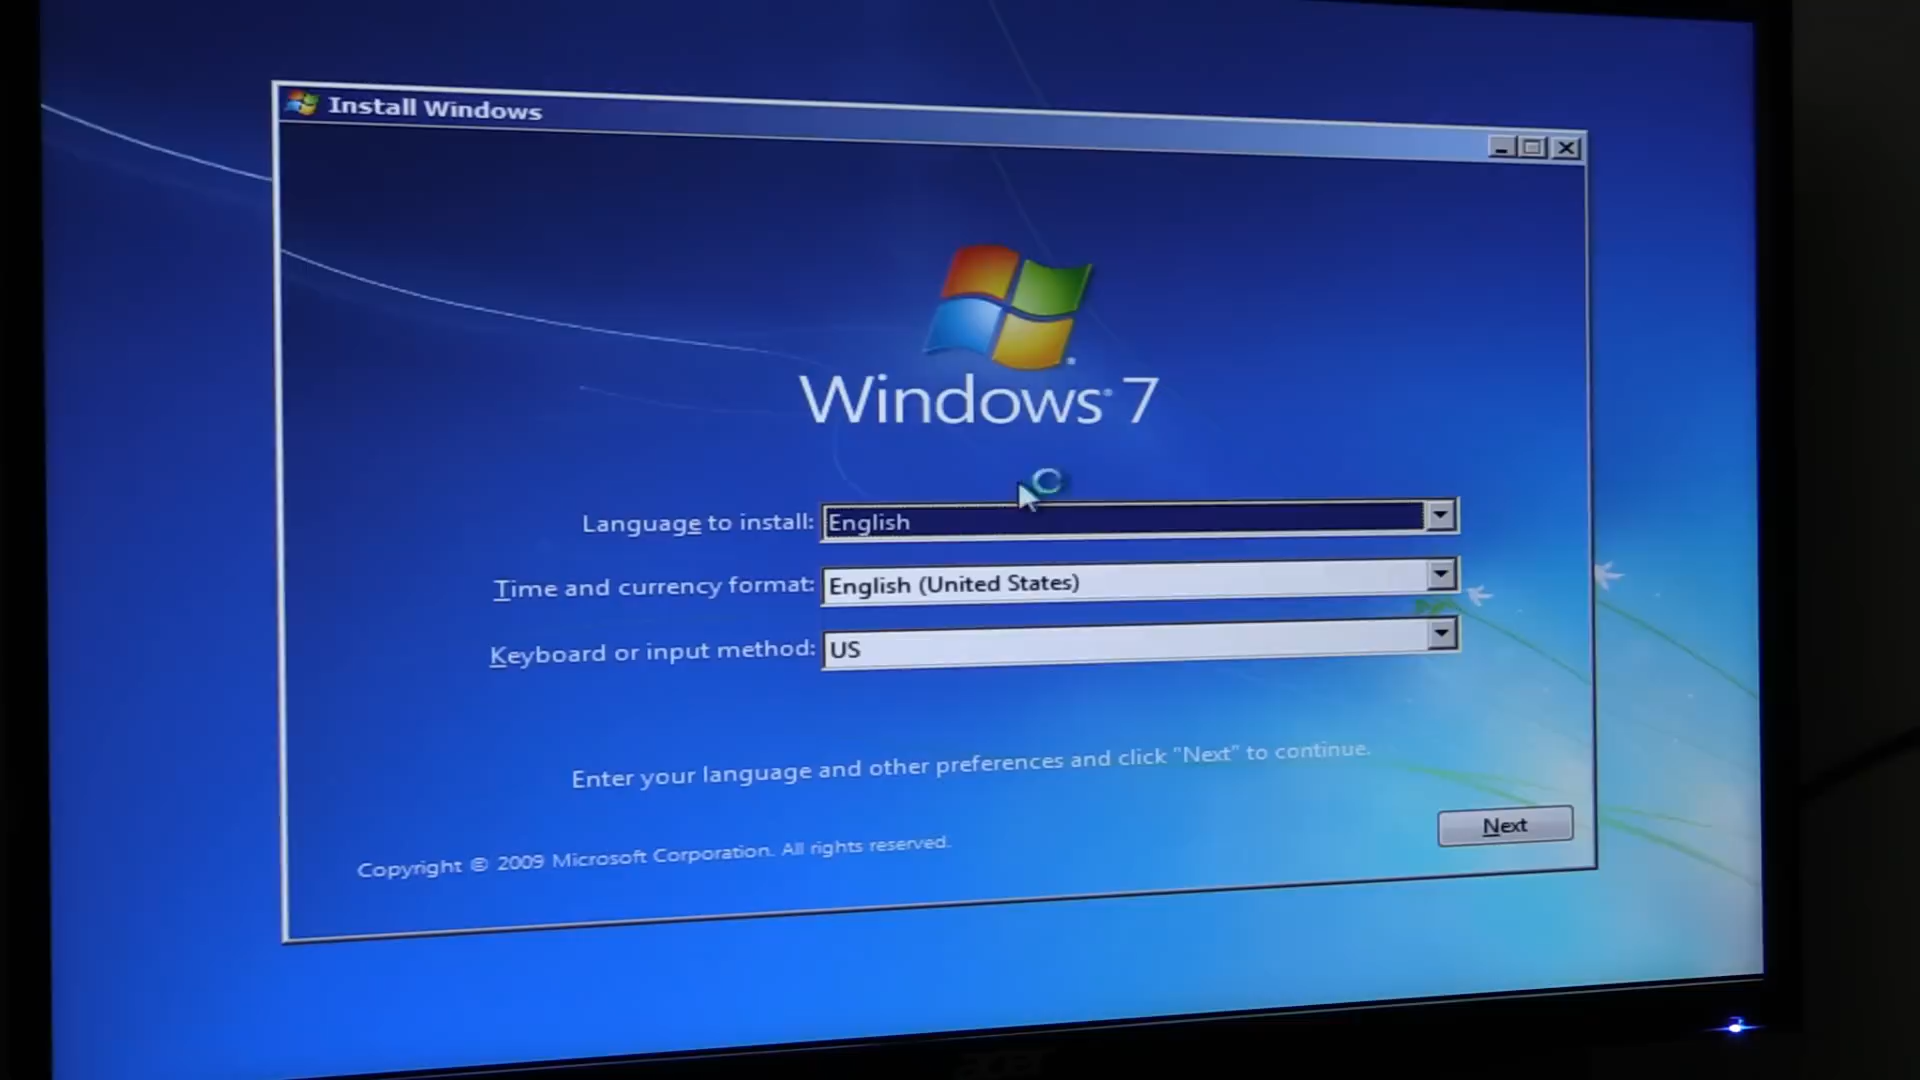 Install Windows
Windows 7
Language to install: English
Time and currency format: English (United States)
Keyboard or input method: US
Enter your language and other preferences and click "Next" to continue.
Next
Copyright © 2009 Microsoft Corporation. All rights reserved.
acer